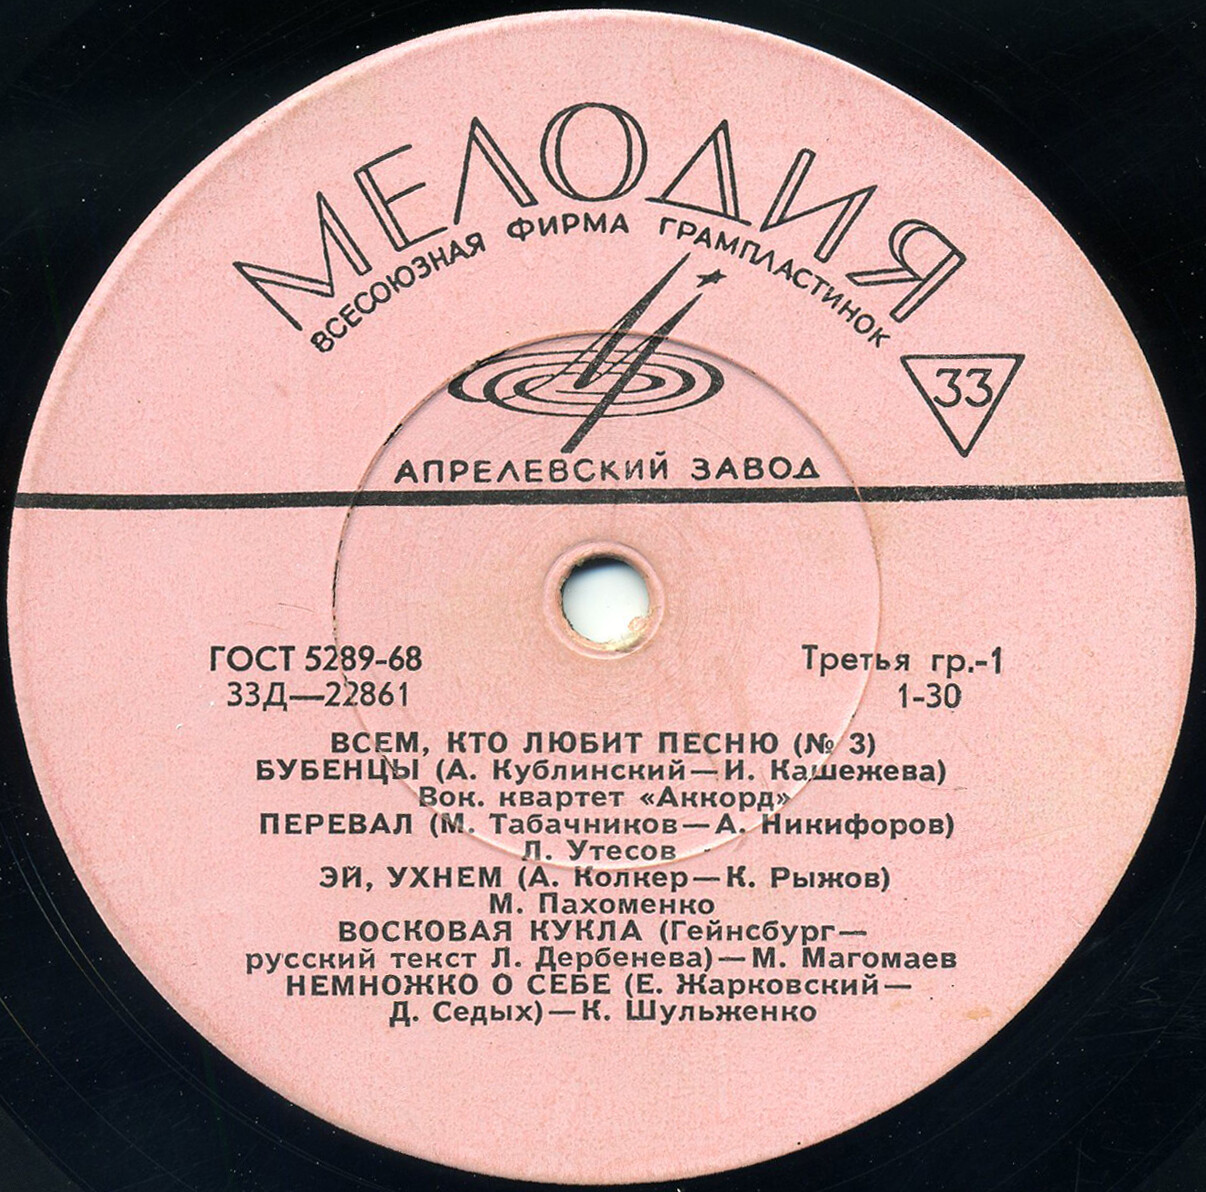 МЕЛОДИЯ
ВСЕСОЮЗНАЯ ФИРМА ГРАМПЛАСТИНОК
33
АПРЕЛЕВСКИЙ ЗАВОД
ГОСТ 5289-68
Третья гр.-1
33Д—22861
1-30
ВСЕМ, КТО ЛЮБИТ ПЕСНЮ (№ 3)
БУБЕНЦЫ (А. Кублинский—И. Кашежева)
Вок. квартет «Аккорд»
ПЕРЕВАЛ (М. Табачников—А. Никифоров)
Л. Утесов
ЭЙ, УХНЕМ (А. Колкер—К. Рыжов)
М. Пахоменко
ВОСКОВАЯ КУКЛА (Гейнсбург—
русский текст Л. Дербенева)—М. Магомаев
НЕМНОЖКО О СЕБЕ (Е. Жарковский—
Д. Седых)—К. Шульженко